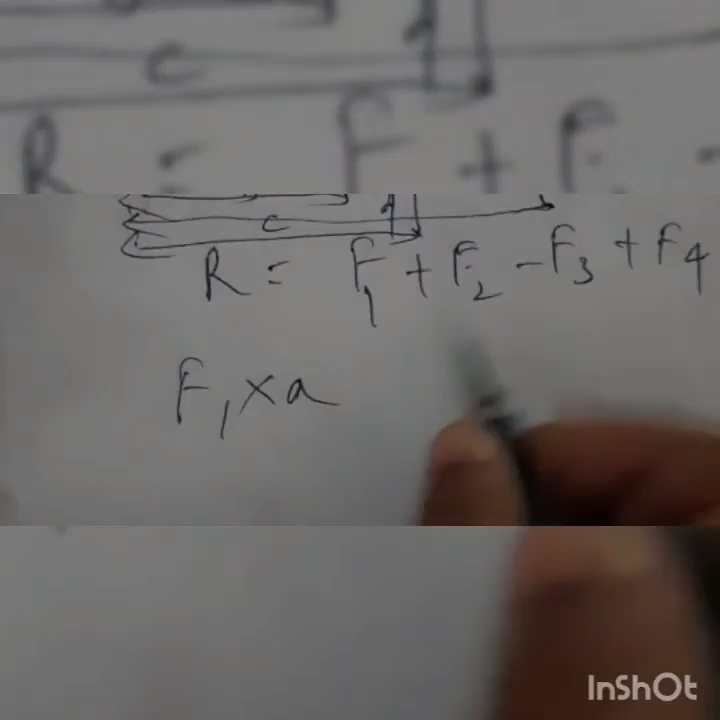 c
R = F + F
c
R = F1 + F2 - F3 + F4
F1 × a
InShOt